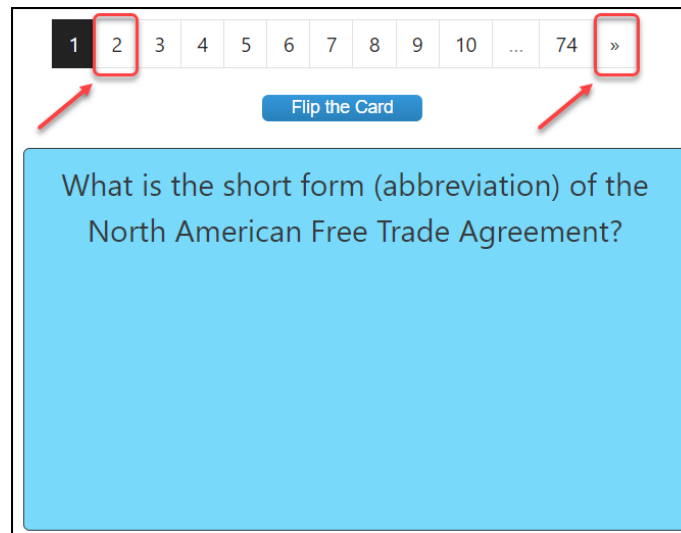 1 2 3 4 5 6 7 8 9 10 ... 74 »
Flip the Card
What is the short form (abbreviation) of the
North American Free Trade Agreement?